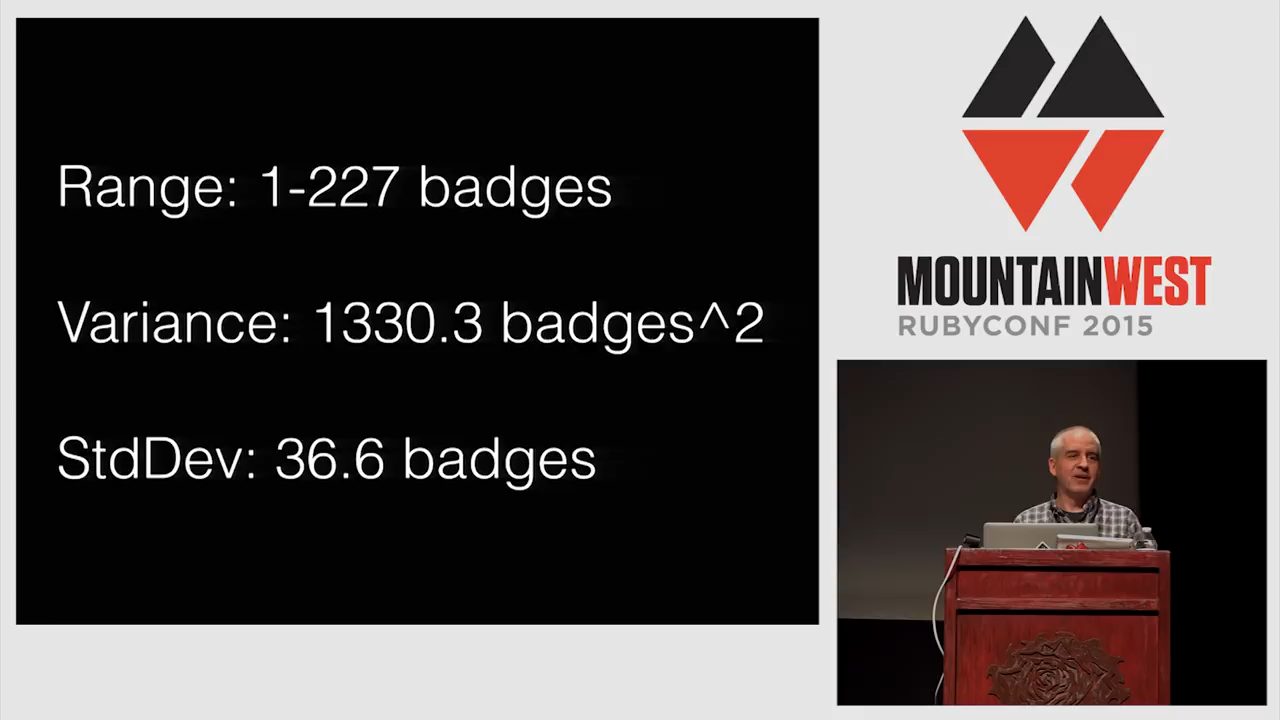 Range: 1-227 badges
Variance: 1330.3 badges^2
StdDev: 36.6 badges
MOUNTAINWEST
RUBYCONF 2015